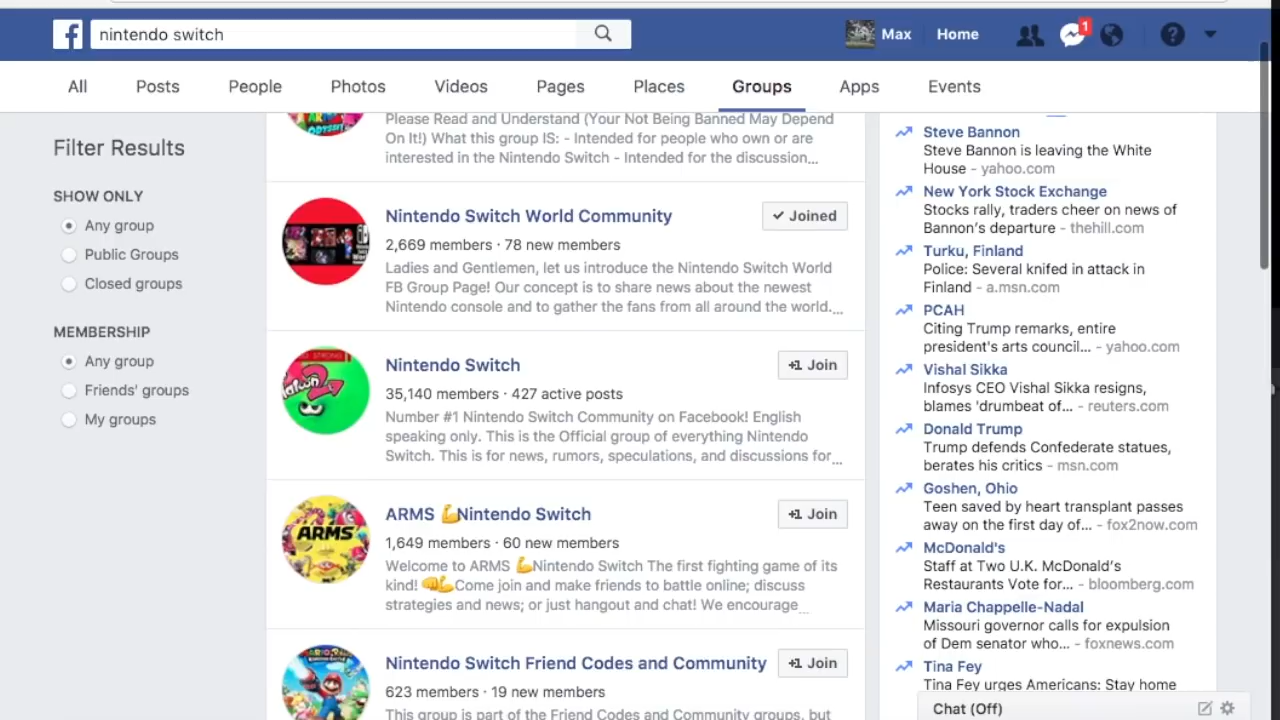 nintendo switch
Max
Home
1
?
All
Posts
People
Photos
Videos
Pages
Places
Groups
Apps
Events
Filter Results
SHOW ONLY
Any group
Public Groups
Closed groups
MEMBERSHIP
Any group
Friends' groups
My groups
Please Read and Understand (Your Not Being Banned May Depend
On It!) What this group IS: - Intended for people who own or are
interested in the Nintendo Switch - Intended for the discussion...
Nintendo Switch World Community
✓ Joined
2,669 members · 78 new members
Ladies and Gentlemen, let us introduce the Nintendo Switch World
FB Group Page! Our concept is to share news about the newest
Nintendo console and to gather the fans from all around the world....
Nintendo Switch
+1 Join
35,140 members · 427 active posts
Number #1 Nintendo Switch Community on Facebook! English
speaking only. This is the Official group of everything Nintendo
Switch. This is for news, rumors, speculations, and discussions for...
ARMS
ARMS 💪Nintendo Switch
+1 Join
1,649 members · 60 new members
Welcome to ARMS 💪Nintendo Switch The first fighting game of its
kind! 👊💪Come join and make friends to battle online; discuss
strategies and news; or just hangout and chat! We encourage...
Nintendo Switch Friend Codes and Community
+1 Join
623 members · 19 new members
This group is part of the Friend Codes and Community groups, but
Steve Bannon
Steve Bannon is leaving the White
House - yahoo.com
New York Stock Exchange
Stocks rally, traders cheer on news of
Bannon's departure - thehill.com
Turku, Finland
Police: Several knifed in attack in
Finland - a.msn.com
PCAH
Citing Trump remarks, entire
president's arts council... - yahoo.com
Vishal Sikka
Infosys CEO Vishal Sikka resigns,
blames 'drumbeat of... - reuters.com
Donald Trump
Trump defends Confederate statues,
berates his critics - msn.com
Goshen, Ohio
Teen saved by heart transplant passes
away on the first day of... - fox2now.com
McDonald's
Staff at Two U.K. McDonald's
Restaurants Vote for... - bloomberg.com
Maria Chappelle-Nadal
Missouri governor calls for expulsion
of Dem senator who... - foxnews.com
Tina Fey
Tina Fey urges Americans: Stay home
Chat (Off)